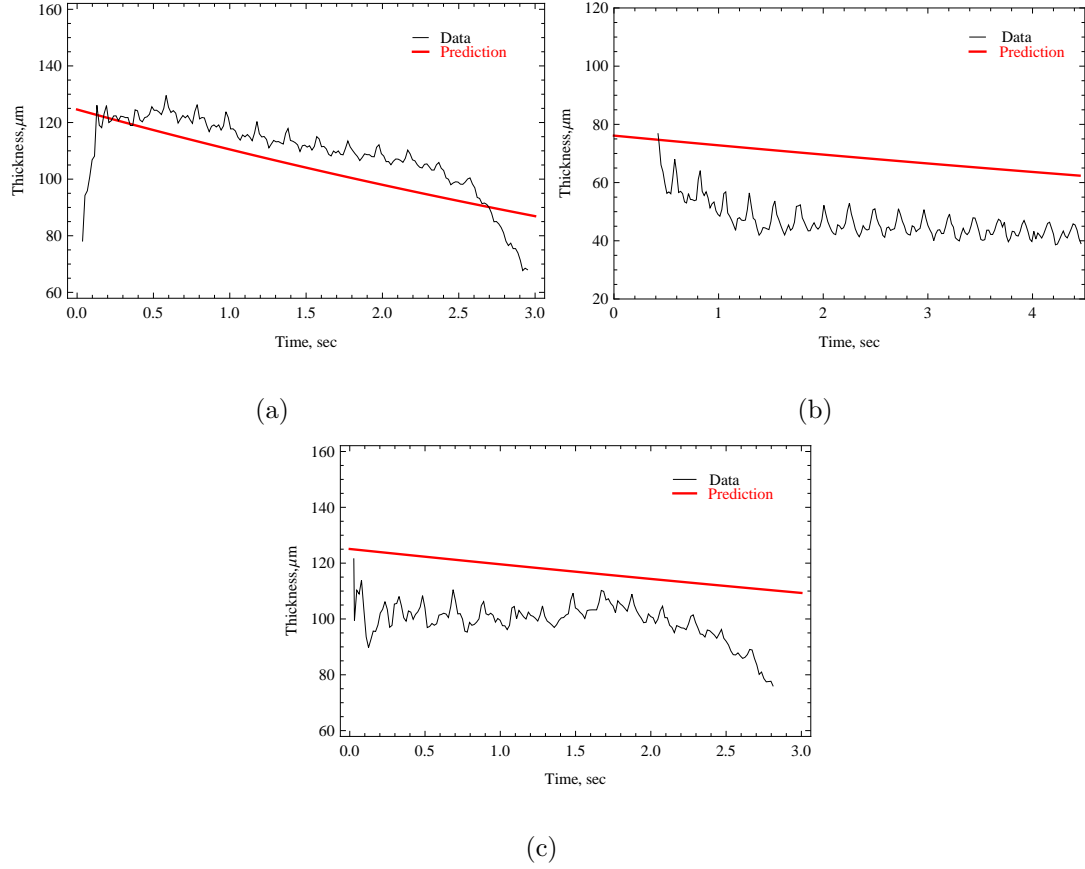 160
140
120
100
80
60
Thickness,μm
Data
Prediction
0.0 0.5 1.0 1.5 2.0 2.5 3.0
Time, sec
(a)
120
100
80
60
40
20
Thickness,μm
Data
Prediction
0 1 2 3 4
Time, sec
(b)
160
140
120
100
80
60
Thickness,μm
Data
Prediction
0.0 0.5 1.0 1.5 2.0 2.5 3.0
Time, sec
(c)